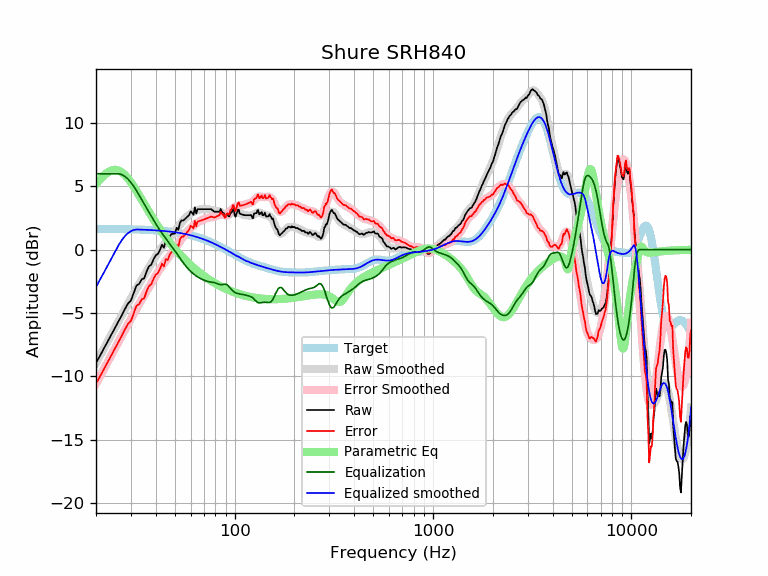 Shure SRH840
Amplitude (dBr)
10
5
0
−5
−10
−15
−20
Target
Raw Smoothed
Error Smoothed
Raw
Error
Parametric Eq
Equalization
Equalized smoothed
100 1000 10000
Frequency (Hz)